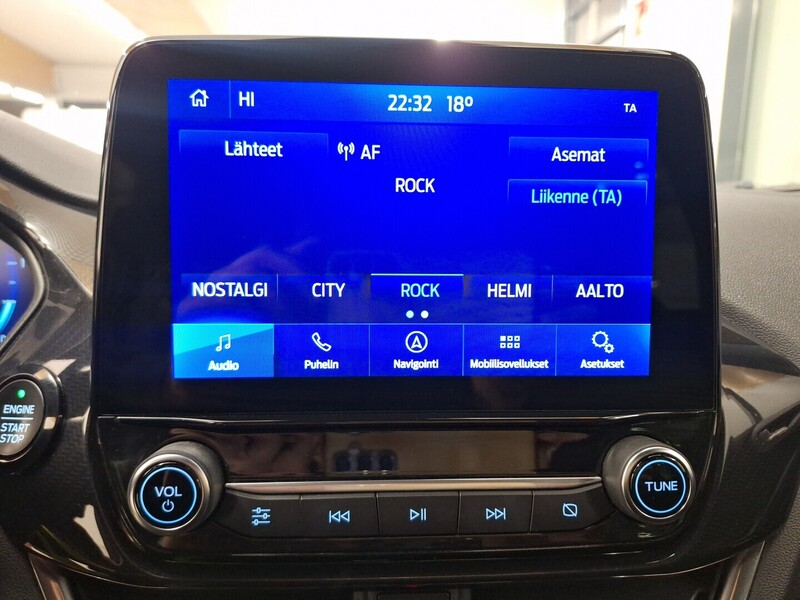 HI 22:32 18° TA
Lähteet AF Asemat
ROCK
Liikenne (TA)
NOSTALGI CITY ROCK HELMI AALTO
Audio Puhelin Navigointi Mobiilisovellukset Asetukset
ENGINE
START
STOP
VOL
TUNE